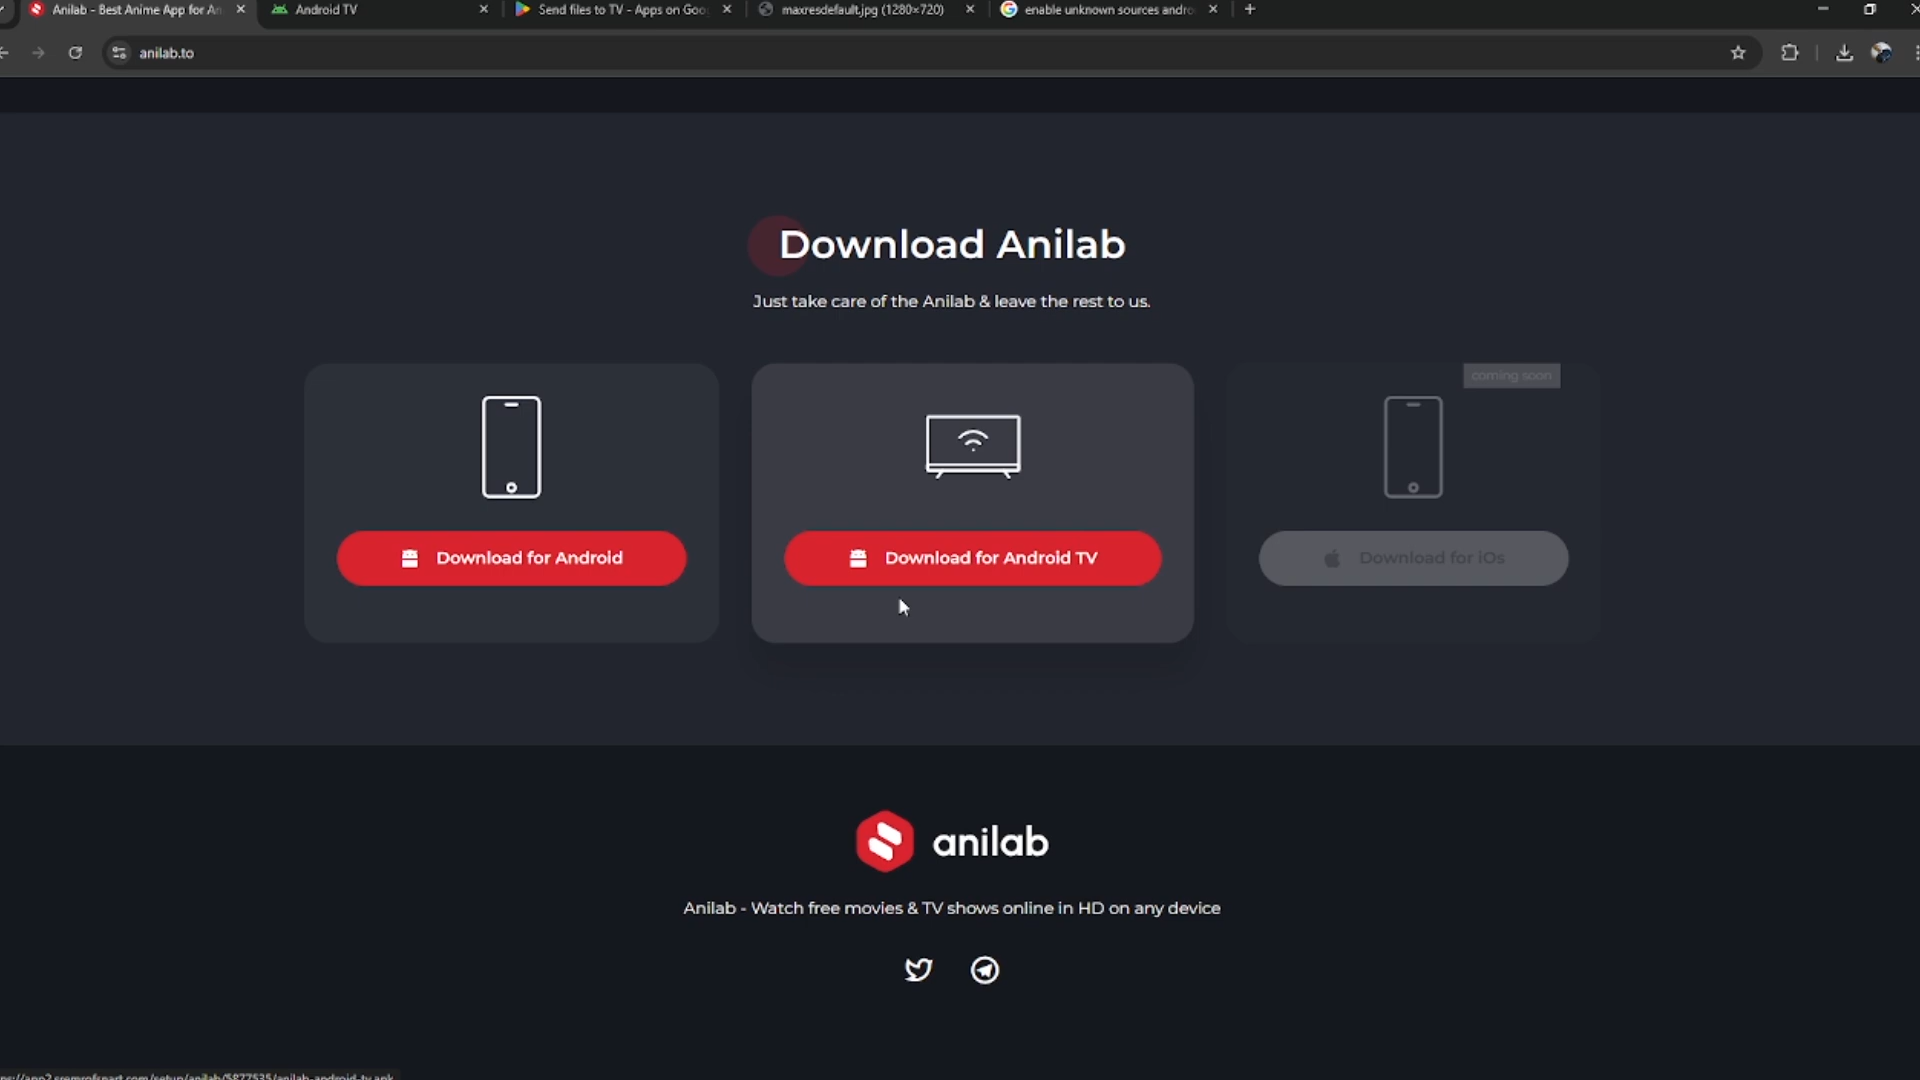 Anilab - Best Anime App for An
Android TV
Send files to TV - Apps on Goo
maxresdefault.jpg (1280×720)
enable unknown sources andro
anilab.to
Download Anilab
Just take care of the Anilab & leave the rest to us.
coming soon
Download for Android
Download for Android TV
Download for iOs
anilab
Anilab - Watch free movies & TV shows online in HD on any device